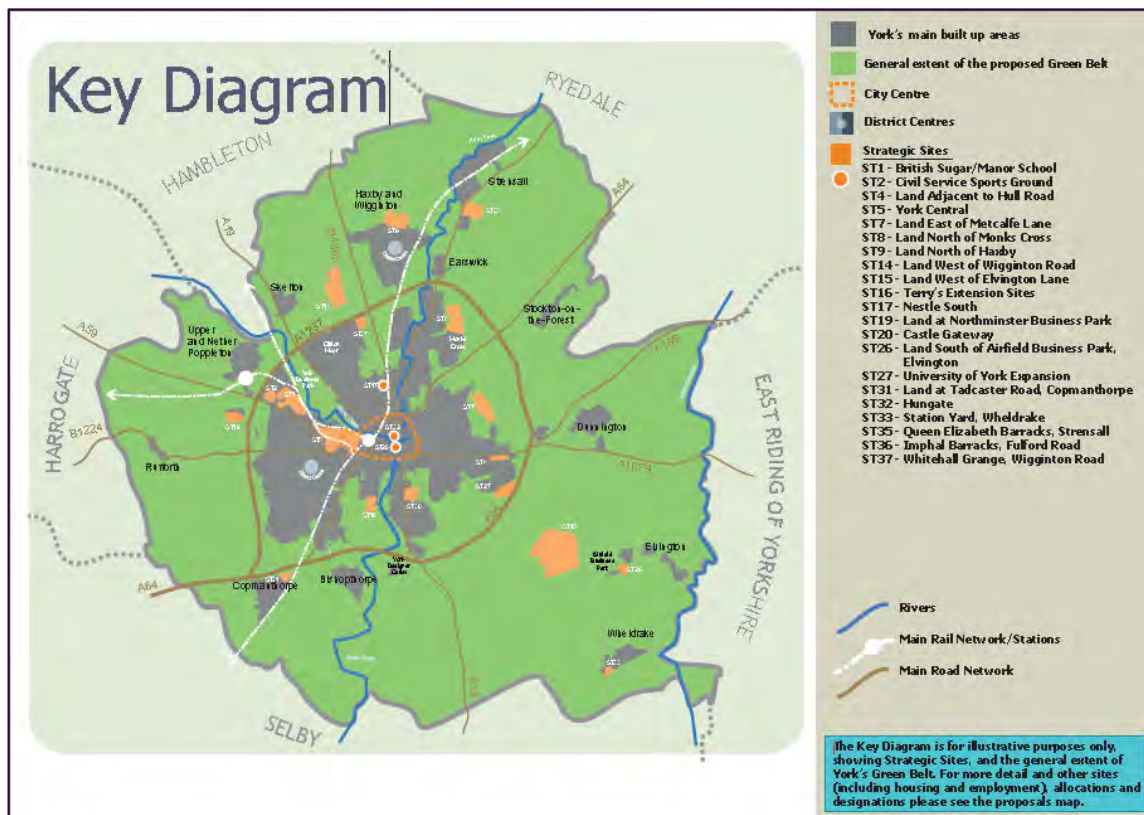 Key Diagram
HAMBLETON
RYEDALE
HARROGATE
EAST RIDING OF YORKSHIRE
SELBY
Strensall
Haxby and
Wigginton
Earswick
Skelton
Stockton-on
-the-Forest
Upper
and Nether
Poppleton
Rufforth
Dunnington
Copmanthorpe
Bishopthorpe
Elvington
Wheldrake
A19
A64
A59
A1237
B1224
A1079
A64
York's main built up areas
General extent of the proposed Green Belt
City Centre
District Centres
Strategic Sites
ST1 - British Sugar/Manor School
ST2 - Civil Service Sports Ground
ST4 - Land Adjacent to Hull Road
ST5 - York Central
ST7 - Land East of Metcalfe Lane
ST8 - Land North of Monks Cross
ST9 - Land North of Haxby
ST14 - Land West of Wigginton Road
ST15 - Land West of Elvington Lane
ST16 - Terry's Extension Sites
ST17 - Nestle South
ST19 - Land at Northminster Business Park
ST20 - Castle Gateway
ST26 - Land South of Airfield Business Park,
Elvington
ST27 - University of York Expansion
ST31 - Land at Tadcaster Road, Copmanthorpe
ST32 - Hungate
ST33 - Station Yard, Wheldrake
ST35 - Queen Elizabeth Barracks, Strensall
ST36 - Imphal Barracks, Fulford Road
ST37 - Whitehall Grange, Wigginton Road
Rivers
Main Rail Network/Stations
Main Road Network
The Key Diagram is for illustrative purposes only,
showing Strategic Sites, and the general extent of
York's Green Belt. For more detail and other sites
(including housing and employment), allocations and
designations please see the proposals map.